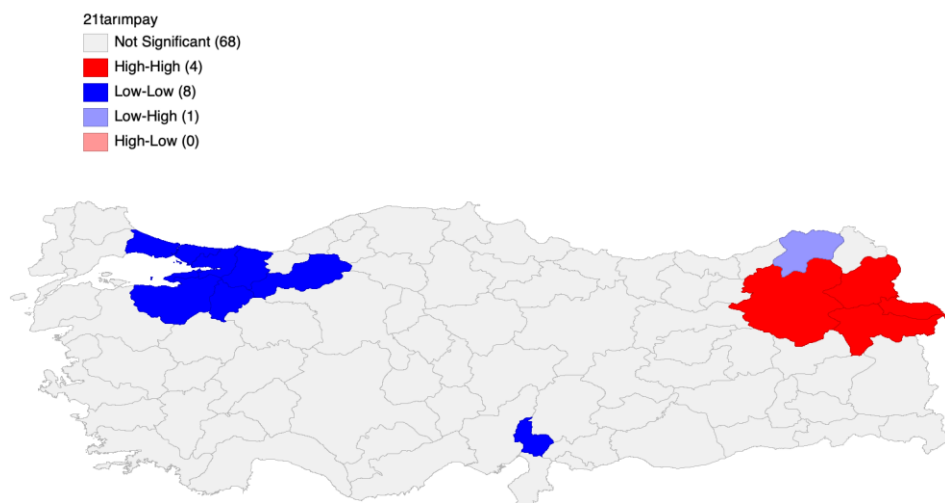 21tarımpay
Not Significant (68)
High-High (4)
Low-Low (8)
Low-High (1)
High-Low (0)